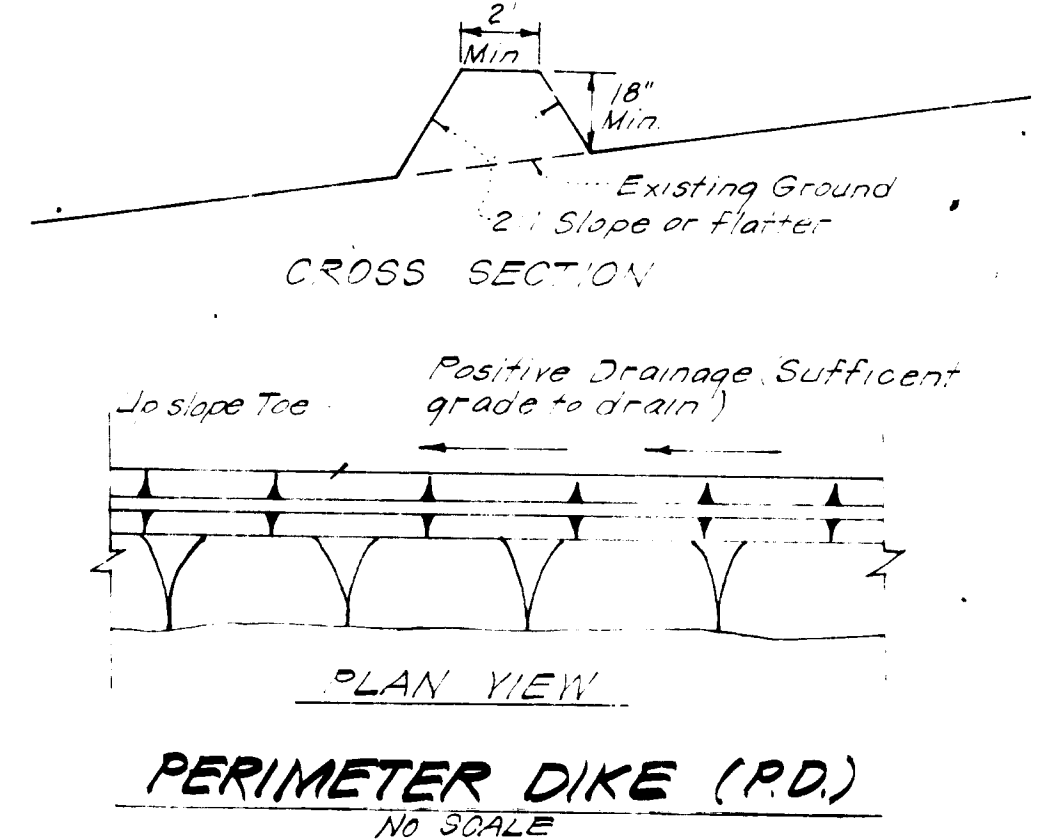 2'
Min
18"
Min.
Existing Ground
2:1 Slope or flatter
CROSS SECTION
Positive Drainage (Sufficent
grade to drain)
Up slope Toe
PLAN VIEW
PERIMETER DIKE (P.D.)
NO SCALE